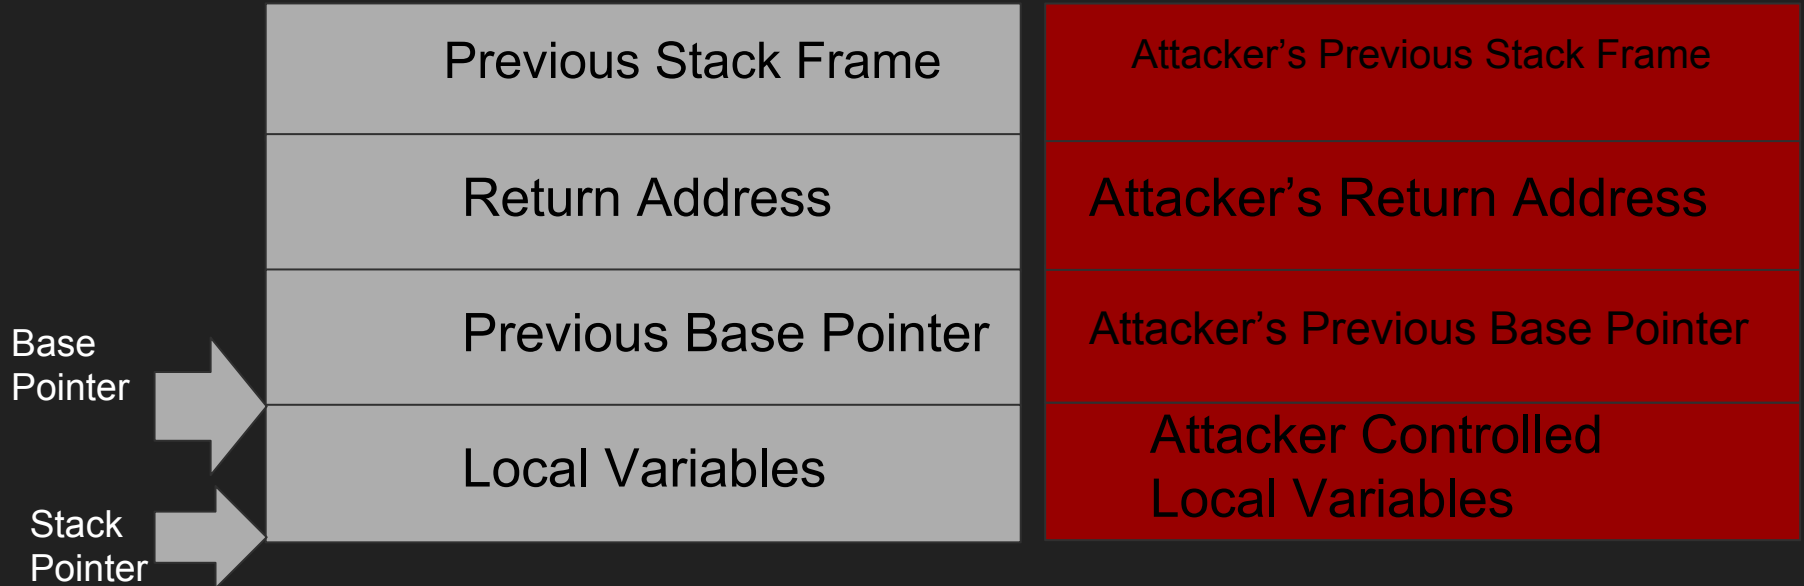 Previous Stack Frame
Attacker’s Previous Stack Frame
Return Address
Attacker’s Return Address
Previous Base Pointer
Attacker’s Previous Base Pointer
Base
Pointer
Local Variables
Attacker Controlled
Local Variables
Stack
Pointer